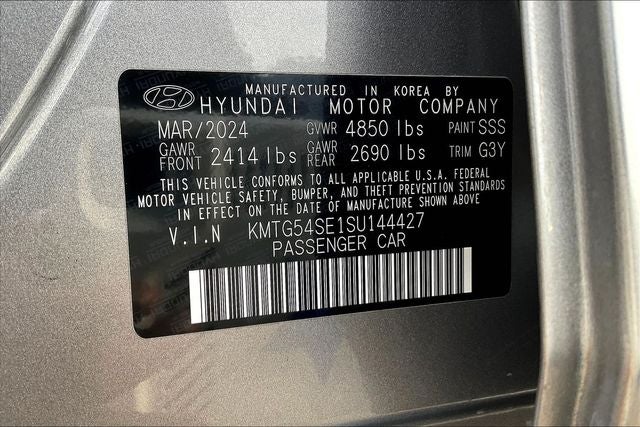 MANUFACTURED IN KOREA BY
HYUNDAI MOTOR COMPANY
MAR/2024 GVWR 4850 lbs PAINT SSS
GAWR FRONT 2414 lbs GAWR REAR 2690 lbs TRIM G3Y
THIS VEHICLE CONFORMS TO ALL APPLICABLE U.S.A. FEDERAL
MOTOR VEHICLE SAFETY, BUMPER, AND THEFT PREVENTION STANDARDS
IN EFFECT ON THE DATE OF MANUFACTURE SHOWN ABOVE
V.I.N KMTG54SE1SU144427
PASSENGER CAR